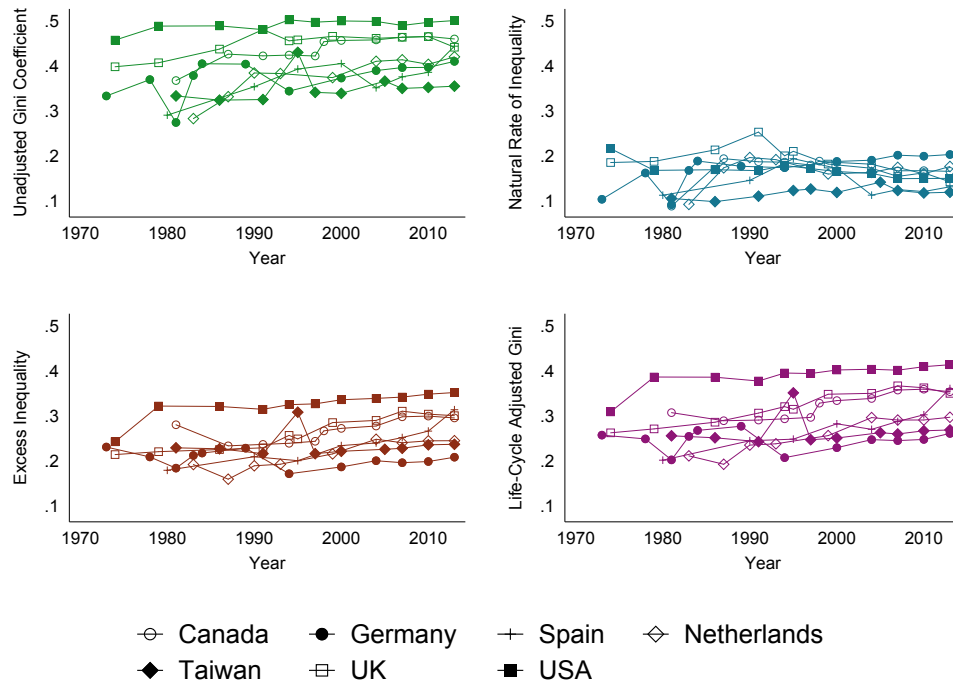 Unadjusted Gini Coefficient
.5
.4
.3
.2
.1
1970 1980 1990 2000 2010
Year
Natural Rate of Inequality
.5
.4
.3
.2
.1
1970 1980 1990 2000 2010
Year
Excess Inequality
.5
.4
.3
.2
.1
1970 1980 1990 2000 2010
Year
Life-Cycle Adjusted Gini
.5
.4
.3
.2
.1
1970 1980 1990 2000 2010
Year
Canada Germany Spain Netherlands
Taiwan UK USA